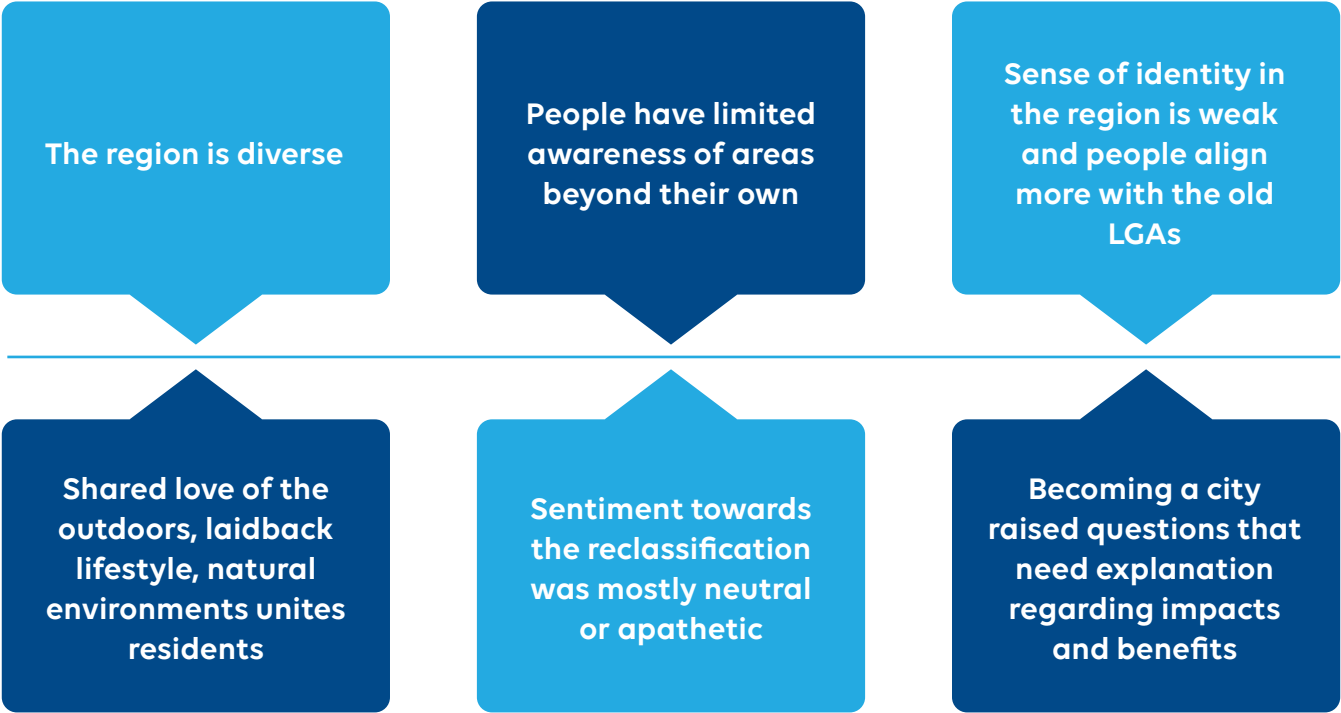 The region is diverse
People have limited
awareness of areas
beyond their own
Sense of identity in
the region is weak
and people align
more with the old
LGAs
Shared love of the
outdoors, laidback
lifestyle, natural
environments unites
residents
Sentiment towards
the reclassification
was mostly neutral
or apathetic
Becoming a city
raised questions that
need explanation
regarding impacts
and benefits